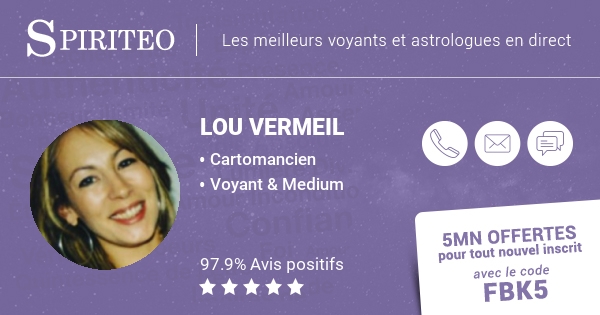 SPIRITEO
Les meilleurs voyants et astrologues en direct
LOU VERMEIL
• Cartomancien
• Voyant & Medium
97.9% Avis positifs
5MN OFFERTES
pour tout nouvel inscrit
avec le code
FBK5